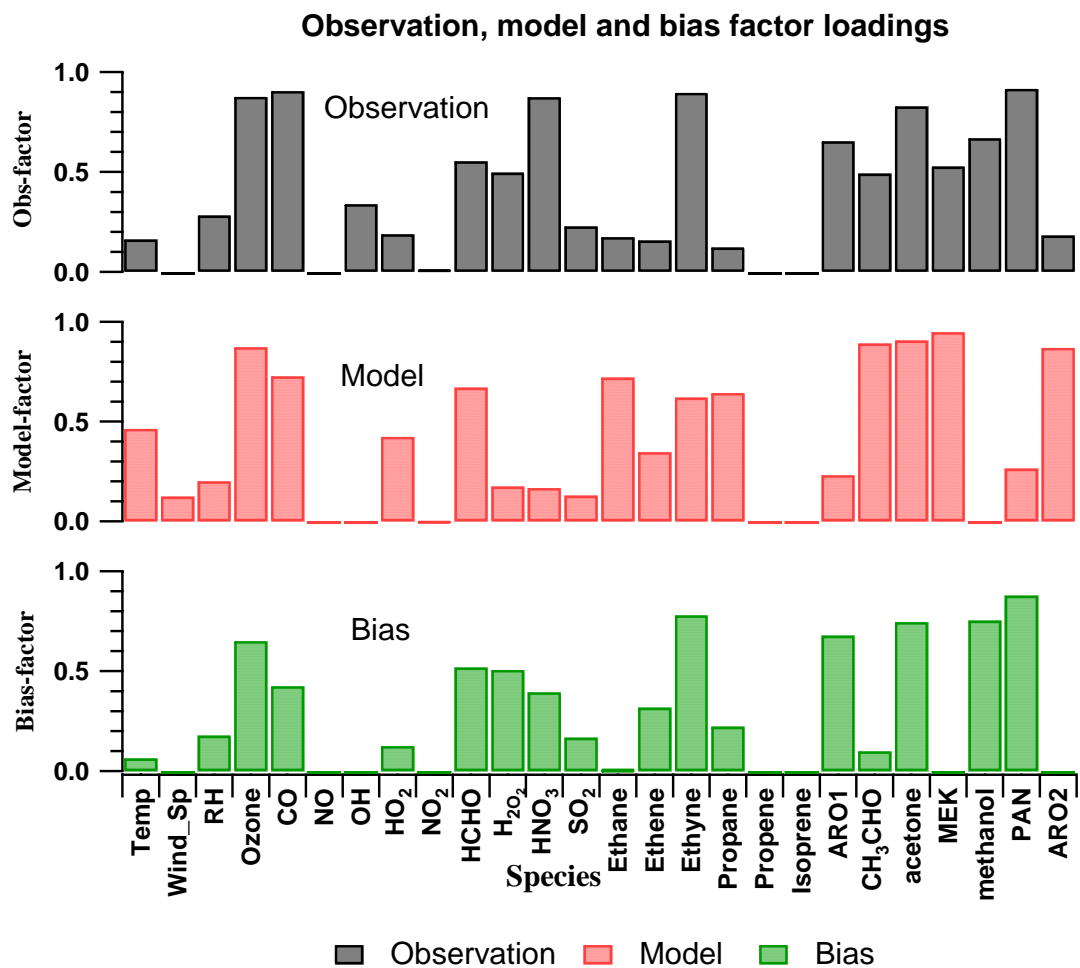 Observation, model and bias factor loadings
1.0
0.5
0.0
Obs-factor
Observation
1.0
0.5
0.0
Model-factor
Model
1.0
0.5
0.0
Bias-factor
Bias
Temp
Wind_Sp
RH
Ozone
CO
NO
OH
HO₂
NO₂
HCHO
H₂O₂
HNO₃
SO₂
Ethane
Ethene
Ethyne
Propane
Propene
Isoprene
ARO1
CH₃CHO
acetone
MEK
methanol
PAN
ARO2
Species
Observation Model Bias